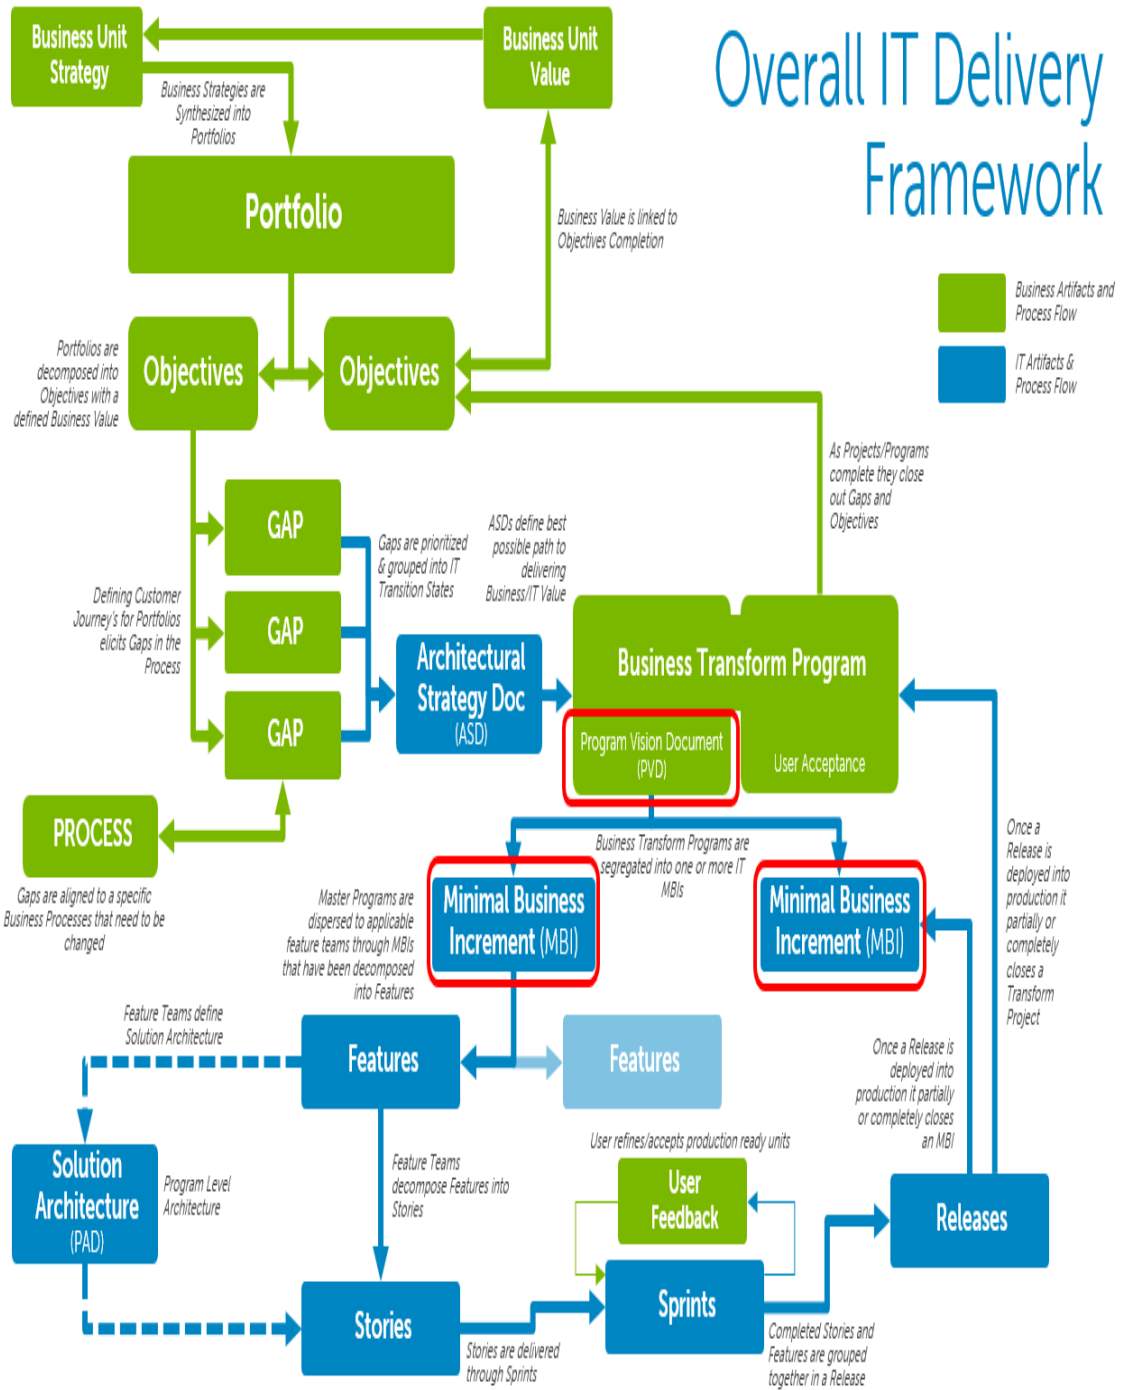 Business Unit
Strategy
Business Unit
Value
Overall IT Delivery
Framework
Business Strategies are
Synthesized into
Portfolios
Portfolio
Business Value is linked to
Objectives Completion
Business Artifacts and
Process Flow
IT Artifacts &
Process Flow
Portfolios are
decomposed into
Objectives with a
defined Business Value
Objectives
Objectives
As Projects/Programs
complete they close
out Gaps and
Objectives
GAP
GAP
GAP
Gaps are prioritized
& grouped into IT
Transition States
ASDs define best
possible path to
delivering
Business/IT Value
Defining Customer
Journey's for Portfolios
elicits Gaps in the
Process
Architectural
Strategy Doc
(ASD)
Business Transform Program
Program Vision Document
(PVD)
User Acceptance
PROCESS
Gaps are aligned to a specific
Business Processes that need to be
changed
Business Transform Programs are
segregated into one or more IT
MBIs
Master Programs are
dispersed to applicable
feature teams through MBIs
that have been decomposed
into Features
Minimal Business
Increment (MBI)
Minimal Business
Increment (MBI)
Once a
Release is
deployed into
production it
partially or
completely
closes a
Transform
Project
Feature Teams define
Solution Architecture
Features
Features
Once a Release is
deployed into
production it partially
or completely closes
an MBI
Solution
Architecture
(PAD)
Program Level
Architecture
Feature Teams
decompose Features into
Stories
User refines/accepts production ready units
User
Feedback
Releases
Stories
Sprints
Stories are delivered
through Sprints
Completed Stories and
Features are grouped
together in a Release